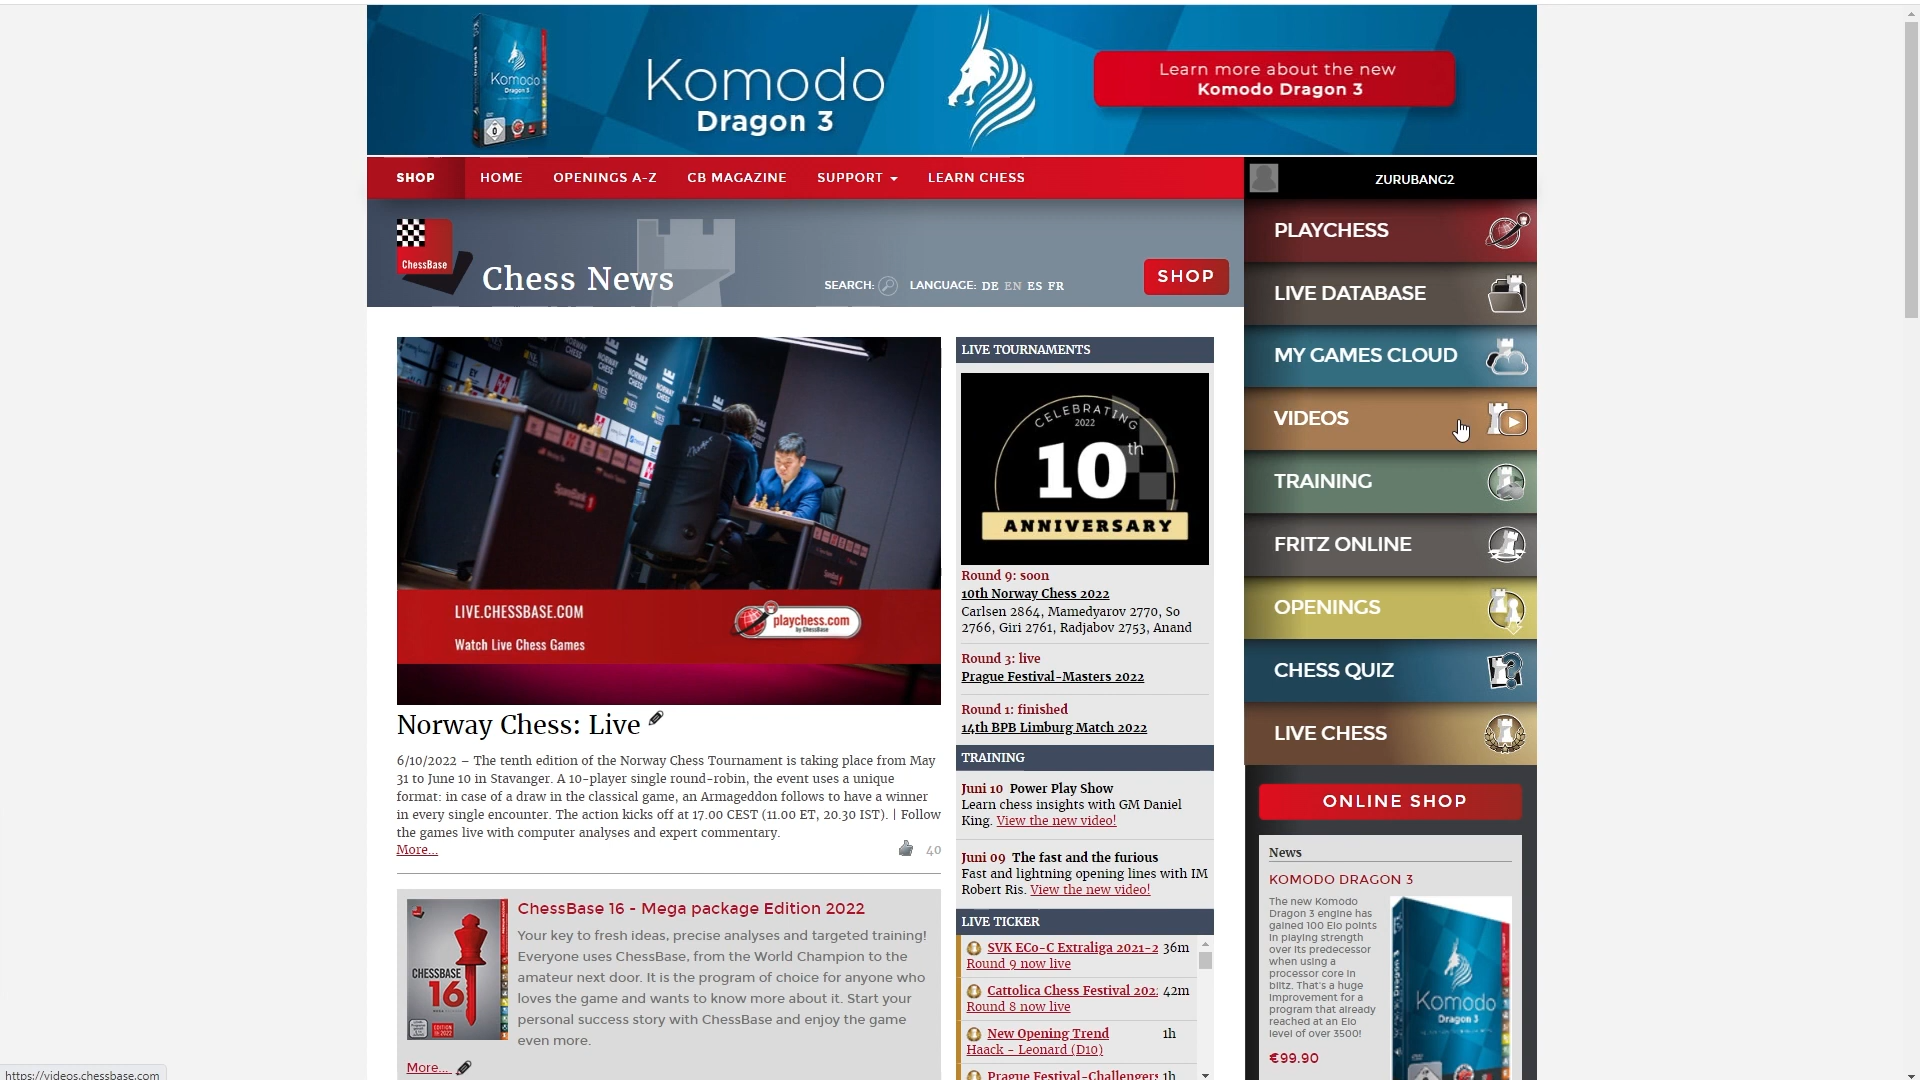 Komodo
Dragon 3
Komodo
Dragon 3
Learn more about the new
Komodo Dragon 3
SHOP
HOME
OPENINGS A-Z
CB MAGAZINE
SUPPORT
LEARN CHESS
ZURUBANG2
ChessBase
Chess News
SEARCH:
LANGUAGE: DE EN ES FR
SHOP
PLAYCHESS
LIVE DATABASE
MY GAMES CLOUD
VIDEOS
TRAINING
FRITZ ONLINE
OPENINGS
CHESS QUIZ
LIVE CHESS
LIVE.CHESSBASE.COM
Watch Live Chess Games
playchess.com
by ChessBase
Norway Chess: Live
6/10/2022 – The tenth edition of the Norway Chess Tournament is taking place from May
31 to June 10 in Stavanger. A 10-player single round-robin, the event uses a unique
format: in case of a draw in the classical game, an Armageddon follows to have a winner
in every single encounter. The action kicks off at 17.00 CEST (11.00 ET, 20.30 IST). | Follow
the games live with computer analyses and expert commentary.
More...
40
CHESSBASE
16
ChessBase 16 - Mega package Edition 2022
Your key to fresh ideas, precise analyses and targeted training!
Everyone uses ChessBase, from the World Champion to the
amateur next door. It is the program of choice for anyone who
loves the game and wants to know more about it. Start your
personal success story with ChessBase and enjoy the game
even more.
More...
LIVE TOURNAMENTS
CELEBRATING
2022
10th
ANNIVERSARY
Round 9: soon
10th Norway Chess 2022
Carlsen 2864, Mamedyarov 2770, So
2766, Giri 2761, Radjabov 2753, Anand
Round 3: live
Prague Festival-Masters 2022
Round 1: finished
14th BPB Limburg Match 2022
TRAINING
Juni 10 Power Play Show
Learn chess insights with GM Daniel
King. View the new video!
Juni 09 The fast and the furious
Fast and lightning opening lines with IM
Robert Ris. View the new video!
LIVE TICKER
SVK ECo-C Extraliga 2021-2 36m
Round 9 now live
Cattolica Chess Festival 202 42m
Round 8 now live
New Opening Trend 1h
Haack - Leonard (D10)
Prague Festival-Challengers 1h
ONLINE SHOP
News
KOMODO DRAGON 3
The new Komodo
Dragon 3 engine has
gained 100 Elo points
in playing strength
over its predecessor
when using a
processor core in
blitz. That's a huge
improvement for a
program that already
reached at an Elo
level of over 3500!
€99.90
Komodo
Dragon 3
https://videos.chessbase.com